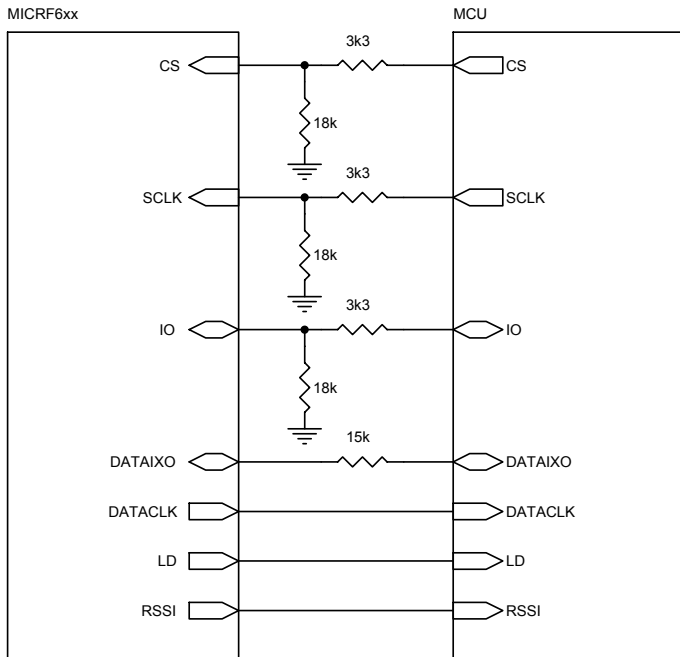 MICRF6xx MCU
3k3
CS CS
18k
3k3
SCLK SCLK
18k
3k3
IO IO
18k
15k
DATAIXO DATAIXO
DATACLK DATACLK
LD LD
RSSI RSSI